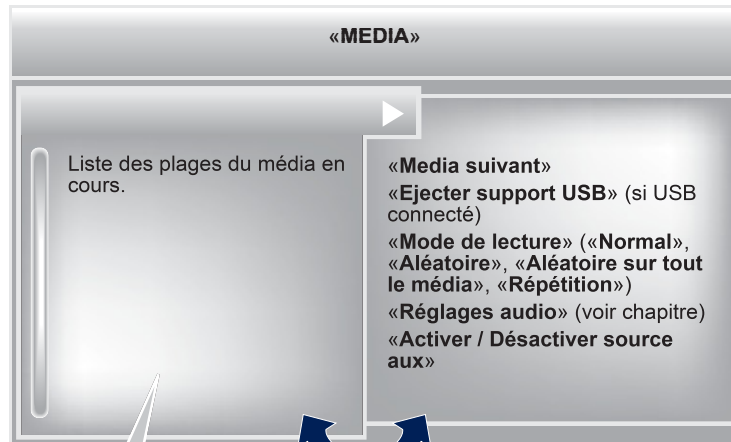 «MEDIA»
Liste des plages du média en
cours.
«Media suivant»
«Ejecter support USB» (si USB
connecté)
«Mode de lecture» («Normal»,
«Aléatoire», «Aléatoire sur tout
le média», «Répétition»)
«Réglages audio» (voir chapitre)
«Activer / Désactiver source
aux»